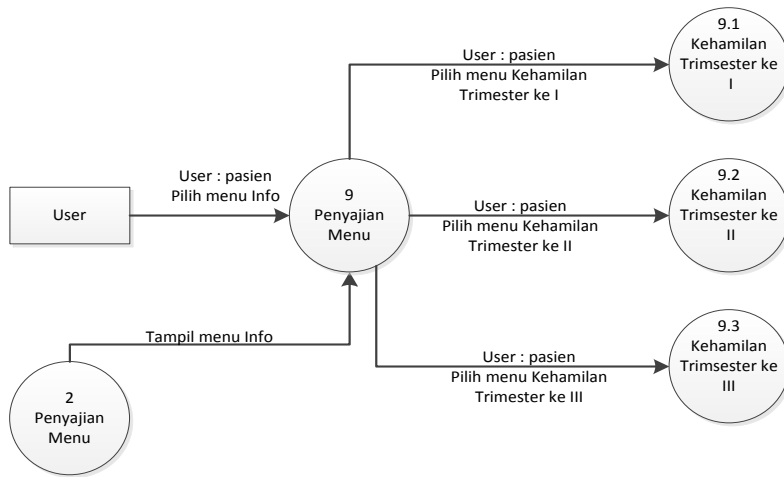 User : pasien
Pilih menu Kehamilan
Trimester ke I
9.1
Kehamilan
Trimsester ke
I
User
User : pasien
Pilih menu Info
9
Penyajian
Menu
User : pasien
Pilih menu Kehamilan
Trimester ke II
9.2
Kehamilan
Trimsester ke
II
Tampil menu Info
2
Penyajian
Menu
User : pasien
Pilih menu Kehamilan
Trimester ke III
9.3
Kehamilan
Trimsester ke
III